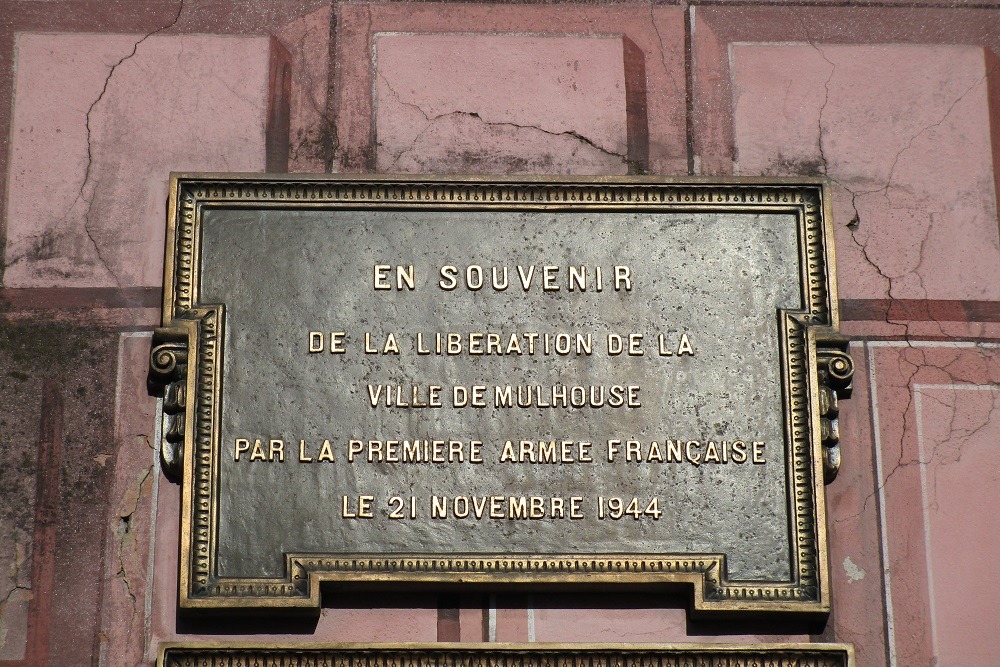 EN SOUVENIR
DE LA LIBERATION DE LA
VILLE DE MULHOUSE
PAR LA PREMIERE ARMEE FRANÇAISE
LE 21 NOVEMBRE 1944